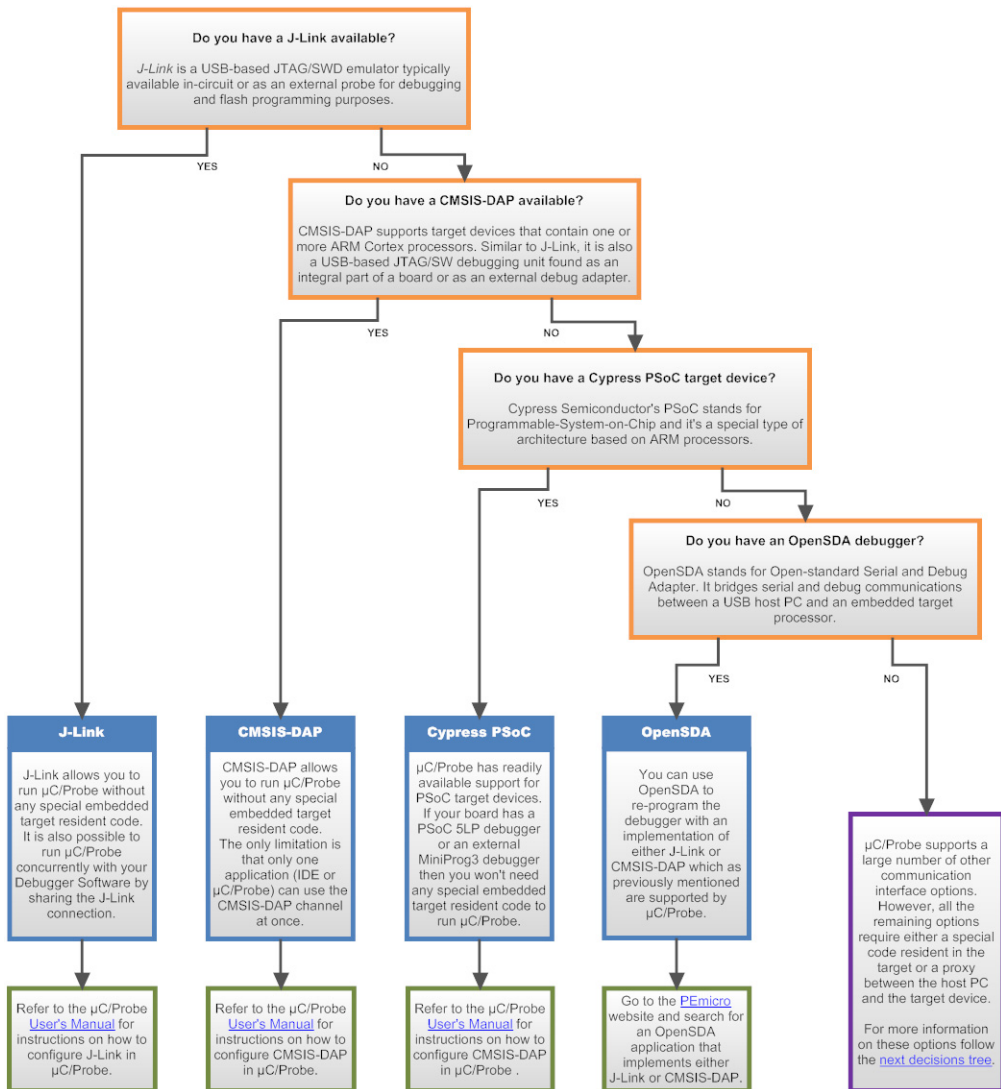 Do you have a J-Link available?
J-Link is a USB-based JTAG/SWD emulator typically
available in-circuit or as an external probe for debugging
and flash programming purposes.
YES
NO
Do you have a CMSIS-DAP available?
CMSIS-DAP supports target devices that contain one or
more ARM Cortex processors. Similar to J-Link, it is also
a USB-based JTAG/SW debugging unit found as an
integral part of a board or as an external debug adapter.
YES
NO
Do you have a Cypress PSoC target device?
Cypress Semiconductor's PSoC stands for
Programmable-System-on-Chip and it's a special type of
architecture based on ARM processors.
YES
NO
Do you have an OpenSDA debugger?
OpenSDA stands for Open-standard Serial and Debug
Adapter. It bridges serial and debug communications
between a USB host PC and an embedded target
processor.
YES
NO
J-Link
J-Link allows you to
run µC/Probe without
any special embedded
target resident code.
It is also possible to
run µC/Probe
concurrently with your
Debugger Software by
sharing the J-Link
connection.
Refer to the µC/Probe
User's Manual for
instructions on how to
configure J-Link in
µC/Probe.
CMSIS-DAP
CMSIS-DAP allows
you to run µC/Probe
without any special
embedded target
resident code.
The only limitation is
that only one
application (IDE or
µC/Probe) can use the
CMSIS-DAP channel
at once.
Refer to the µC/Probe
User's Manual for
instructions on how to
configure CMSIS-DAP
in µC/Probe.
Cypress PSoC
µC/Probe has readily
available support for
PSoC target devices.
If your board has a
PSoC 5LP debugger
or an external
MiniProg3 debugger
then you won't need
any special embedded
target resident code to
run µC/Probe.
Refer to the µC/Probe
User's Manual for
instructions on how to
configure CMSIS-DAP
in µC/Probe .
OpenSDA
You can use
OpenSDA to
re-program the
debugger with an
implementation of
either J-Link or
CMSIS-DAP which as
previously mentioned
are supported by
µC/Probe.
Go to the PEmicro
website and search for
an OpenSDA
application that
implements either
J-Link or CMSIS-DAP.
µC/Probe supports a
large number of other
communication
interface options.
However, all the
remaining options
require either a special
code resident in the
target or a proxy
between the host PC
and the target device.
For more information
on these options follow
the next decisions tree.